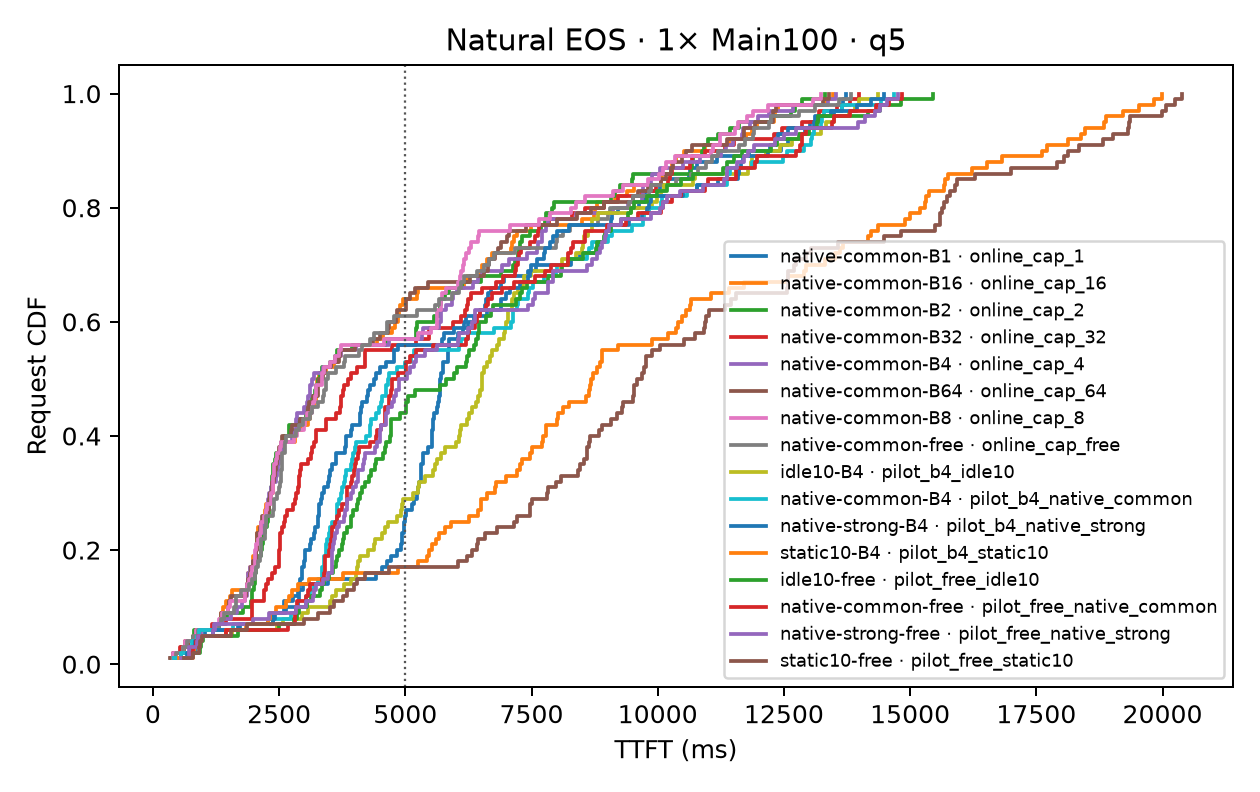 Natural EOS · 1× Main100 · q5
1.0
0.8
0.6
0.4
0.2
0.0
Request CDF
native-common-B1 · online_cap_1
native-common-B16 · online_cap_16
native-common-B2 · online_cap_2
native-common-B32 · online_cap_32
native-common-B4 · online_cap_4
native-common-B64 · online_cap_64
native-common-B8 · online_cap_8
native-common-free · online_cap_free
idle10-B4 · pilot_b4_idle10
native-common-B4 · pilot_b4_native_common
native-strong-B4 · pilot_b4_native_strong
static10-B4 · pilot_b4_static10
idle10-free · pilot_free_idle10
native-common-free · pilot_free_native_common
native-strong-free · pilot_free_native_strong
static10-free · pilot_free_static10
0 2500 5000 7500 10000 12500 15000 17500 20000
TTFT (ms)